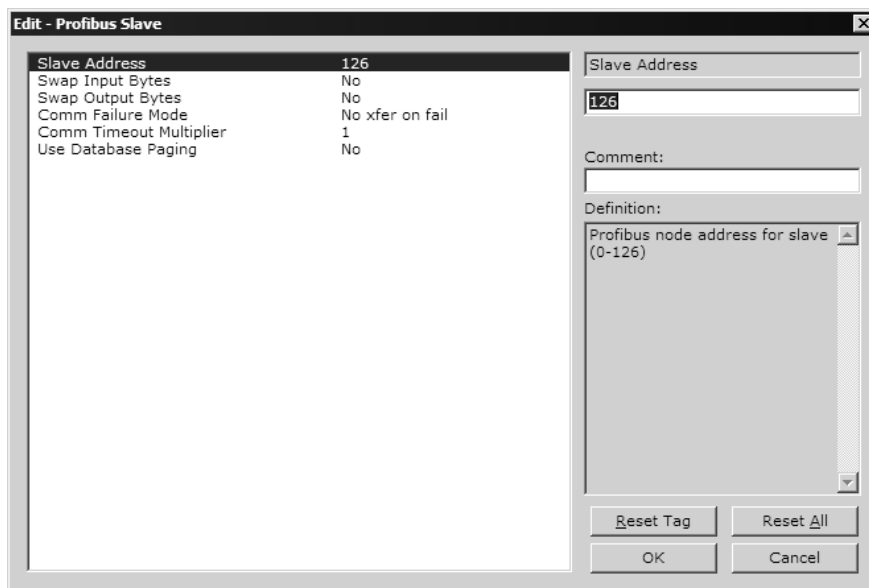 Edit - Profibus Slave
Slave Address 126
Swap Input Bytes No
Swap Output Bytes No
Comm Failure Mode No xfer on fail
Comm Timeout Multiplier 1
Use Database Paging No
Slave Address
126
Comment:
Definition:
Profibus node address for slave
(0-126)
Reset Tag Reset All
OK Cancel